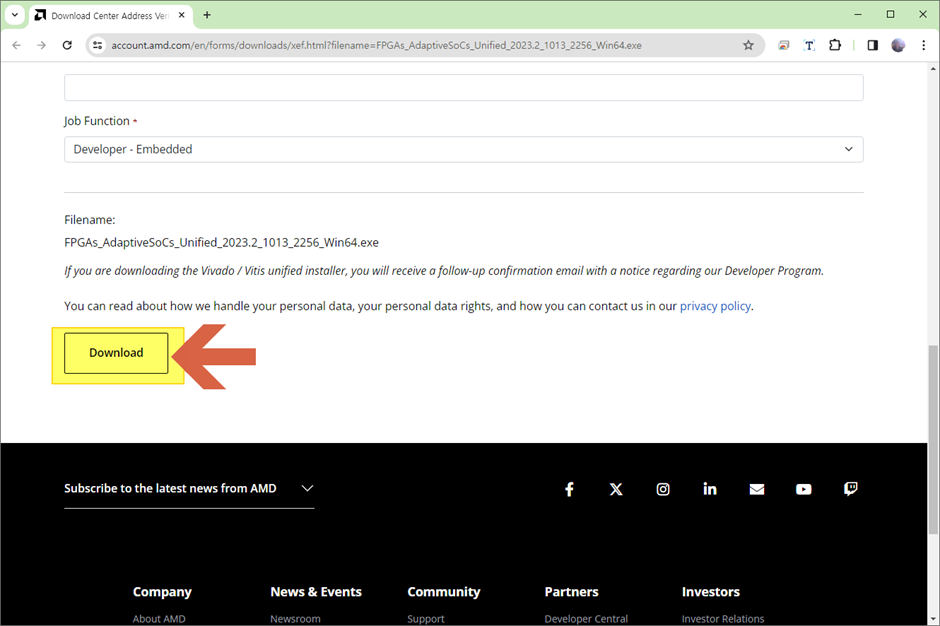 Download Center Address Ver
account.amd.com/en/forms/downloads/xef.html?filename=FPGAs_AdaptiveSoCs_Unified_2023.2_1013_2256_Win64.exe
Job Function *
Developer - Embedded
Filename:
FPGAs_AdaptiveSoCs_Unified_2023.2_1013_2256_Win64.exe
If you are downloading the Vivado / Vitis unified installer, you will receive a follow-up confirmation email with a notice regarding our Developer Program.
You can read about how we handle your personal data, your personal data rights, and how you can contact us in our privacy policy.
Download
Subscribe to the latest news from AMD
Company News & Events Community Partners Investors
About AMD Newsroom Support Developer Central Investor Relations